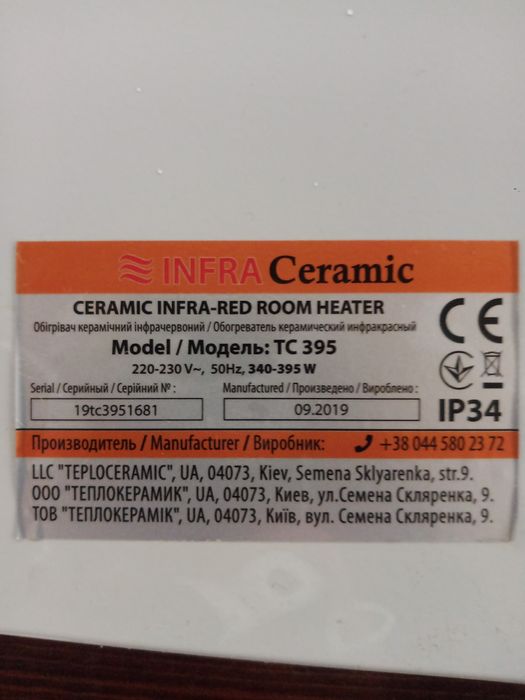 INFRA Ceramic
CERAMIC INFRA-RED ROOM HEATER
Обігрівач керамічний інфрачервоний / Обогреватель керамический инфракрасный
Model / Модель: TC 395
220-230 V~, 50Hz, 340-395 W
CE
Serial / Серийный / Серійний № :
Manufactured / Произведено / Вироблено :
19tc3951681
09.2019
IP34
Производитель / Manufacturer / Виробник:
+38 044 580 23 72
LLC "TEPLOCERAMIC", UA, 04073, Kiev, Semena Sklyarenka, str.9.
ООО "ТЕПЛОКЕРАМИК", UA, 04073, Киев, ул.Семена Скляренка, 9.
ТОВ "ТЕПЛОКЕРАМІК", UA, 04073, Київ, вул. Семена Скляренка, 9.